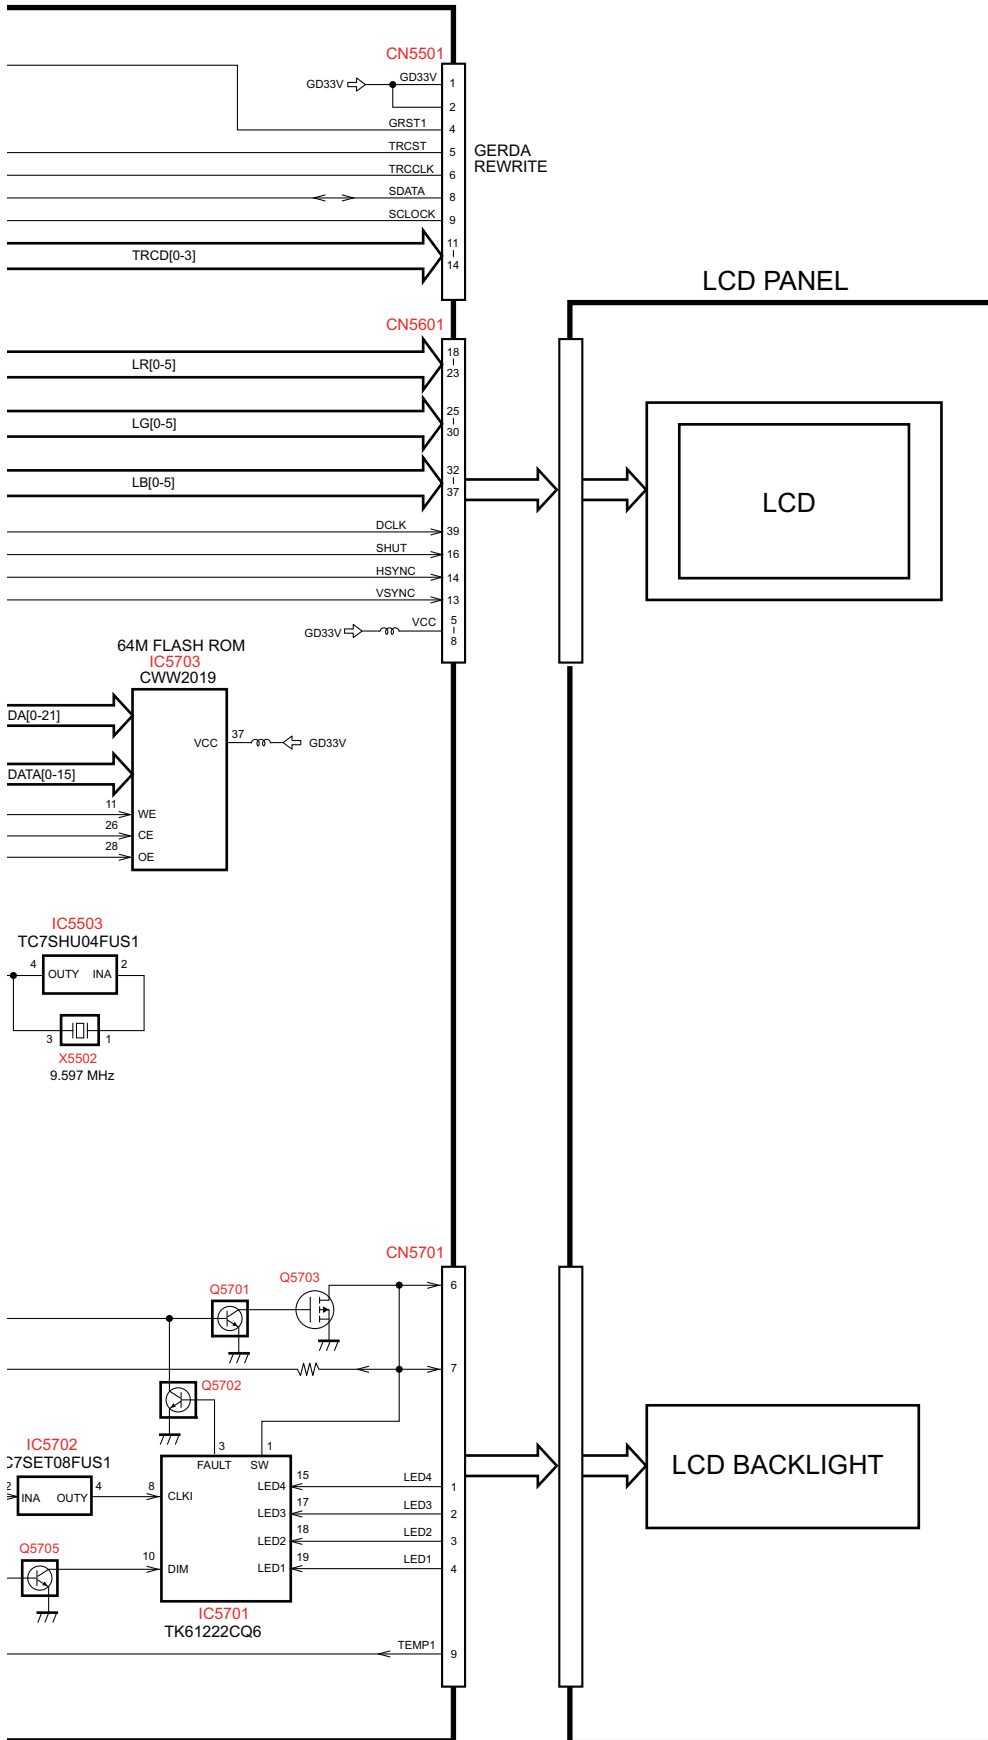 CN5501
GD33V
GD33V
1
2
GRST1
4
TRCST
5
GERDA
REWRITE
TRCCLK
6
SDATA
8
SCLOCK
9
TRCD[0-3]
11
14
LCD PANEL
CN5601
LR[0-5]
18
23
LG[0-5]
25
30
LB[0-5]
32
37
LCD
DCLK
39
SHUT
16
HSYNC
14
VSYNC
13
GD33V
VCC
5
8
64M FLASH ROM
IC5703
CWW2019
DA[0-21]
VCC
37
GD33V
DATA[0-15]
11
WE
26
CE
28
OE
IC5503
TC7SHU04FUS1
4
OUTY
INA
2
3
1
X5502
9.597 MHz
CN5701
Q5701
Q5703
6
7
Q5702
3
1
IC5702
C7SET08FUS1
FAULT
SW
2
INA
OUTY
4
8
CLKI
LED4
15
LED4
1
LED3
17
LED3
2
LED2
18
LED2
3
LED1
19
LED1
4
LCD BACKLIGHT
Q5705
10
DIM
IC5701
TK61222CQ6
TEMP1
9